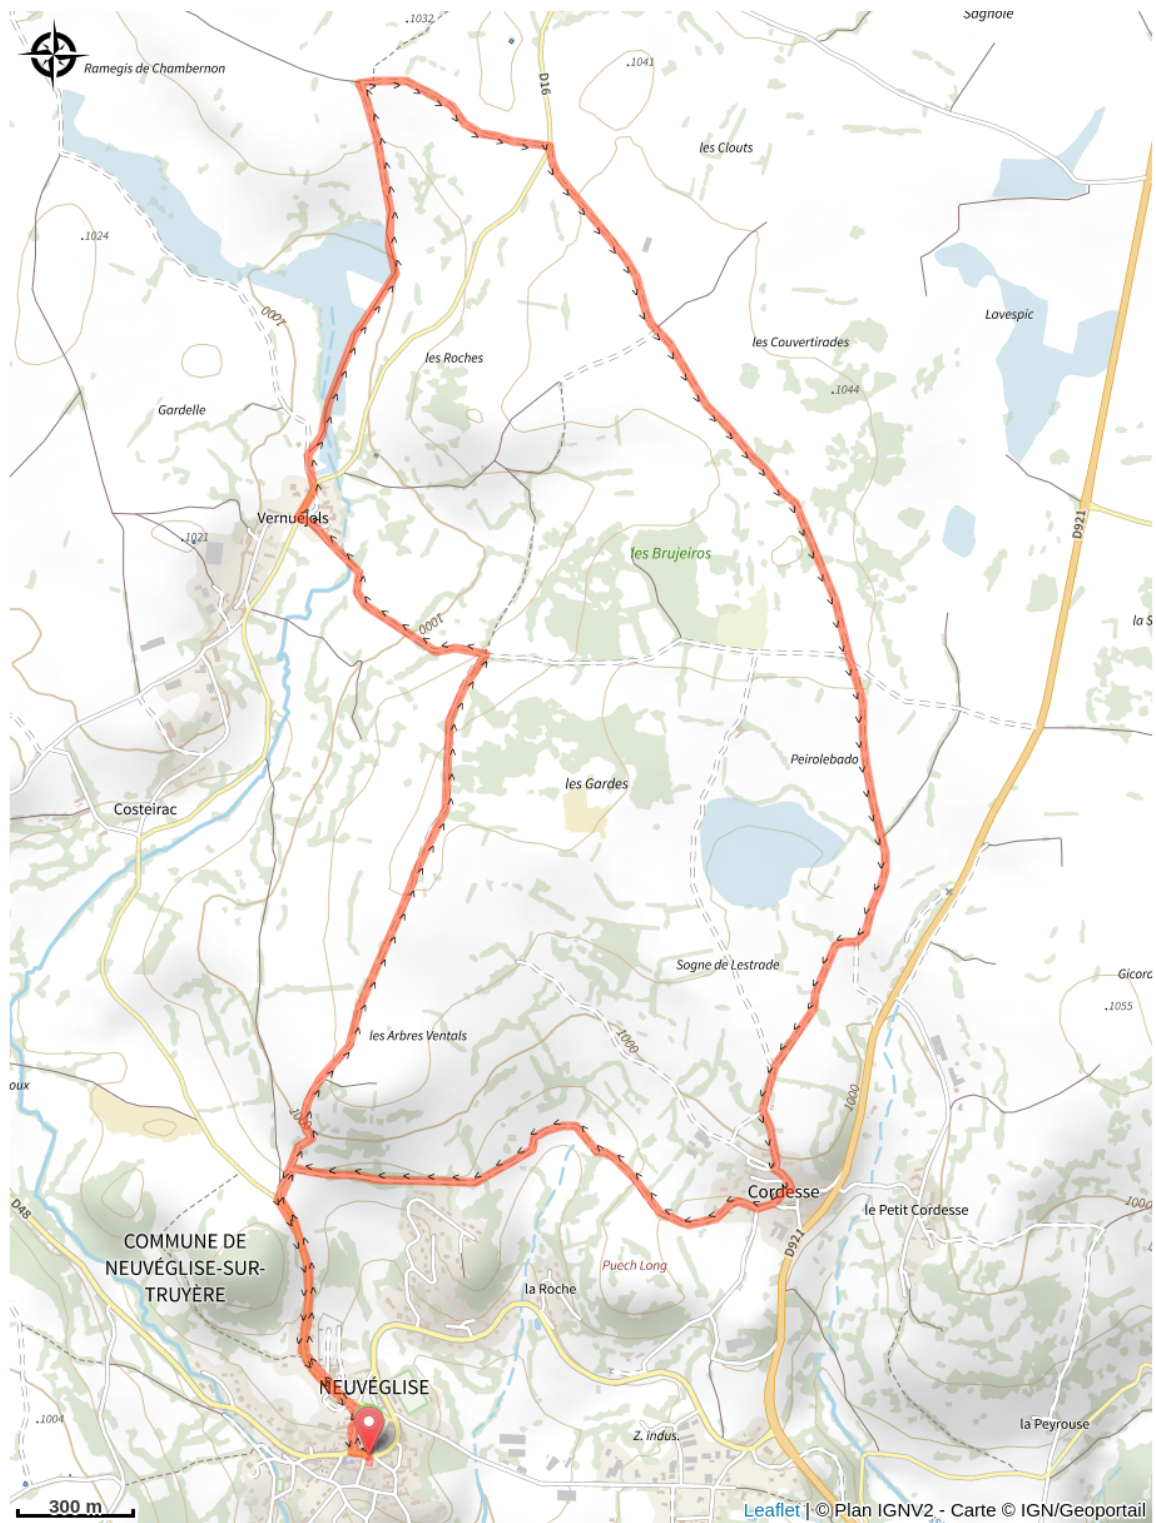 .1032
Sagnole
Ramegis de Chambernon
.1041
D16
les Clouts
.1024
1000
Lavespic
les Roches
les Couvertirades
.1044
Gardelle
Vernuéjols
.1021
D921
les Brujeiros
1000
la S
Peirolebado
les Gardes
Costeirac
Sogne de Lestrade
Gicord
.1055
les Arbres Ventals
1000
oux
1000
1000
Cordesse
le Petit Cordesse
1000
D48
COMMUNE DE
NEUVÉGLISE-SUR-
TRUYÈRE
D921
Puech Long
la Roche
NEUVÉGLISE
.1004
la Peyrouse
Z. indus.
300 m
Leaflet | © Plan IGNV2 - Carte © IGN/Geoportail